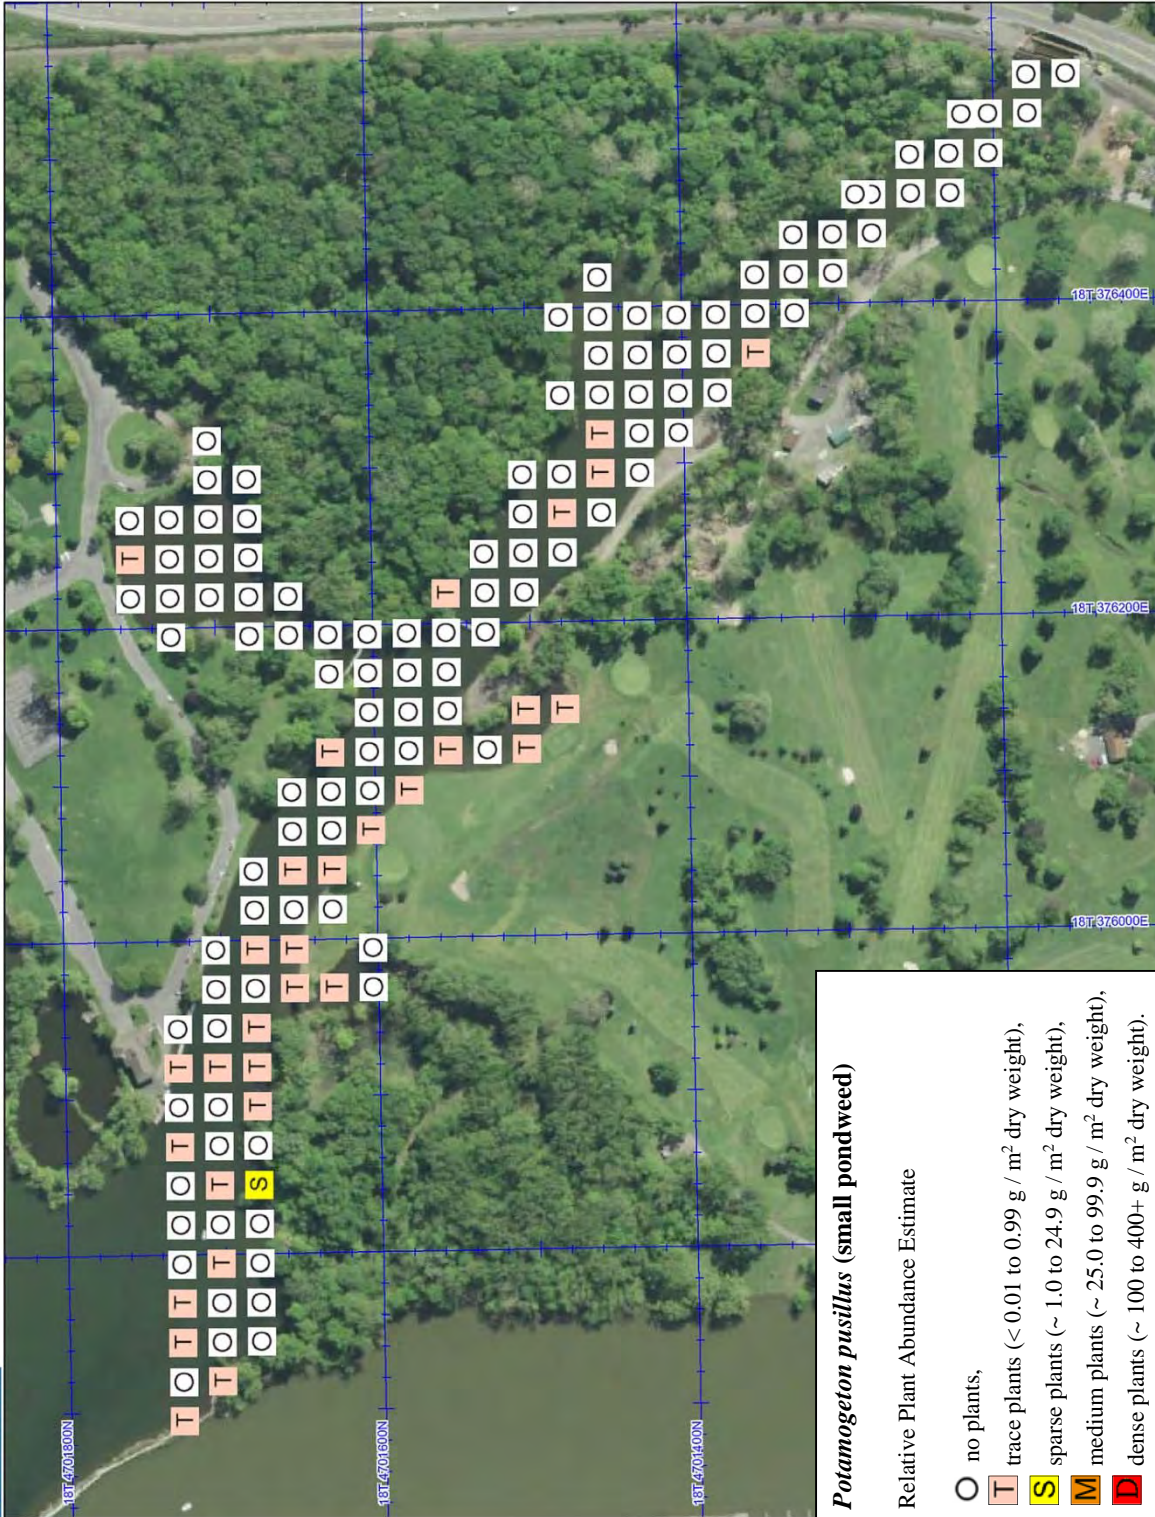 18T 4701800N
18T 4701600N
18T 4701400N
18T 376400E
18T 376200E
18T 376000E
Potamogeton pusillus (small pondweed)
Relative Plant Abundance Estimate
O no plants,
T trace plants (< 0.01 to 0.99 g / m² dry weight),
S sparse plants (~ 1.0 to 24.9 g / m² dry weight),
M medium plants (~ 25.0 to 99.9 g / m² dry weight),
D dense plants (~ 100 to 400+ g / m² dry weight).